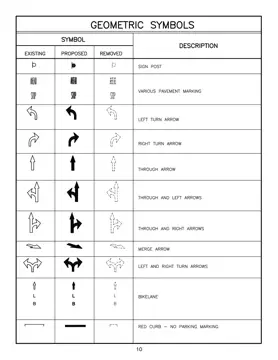 GEOMETRIC SYMBOLS
SYMBOL
DESCRIPTION
EXISTING PROPOSED REMOVED
SIGN POST
VARIOUS PAVEMENT MARKING
LEFT TURN ARROW
RIGHT TURN ARROW
THROUGH ARROW
THROUGH AND LEFT ARROWS
THROUGH AND RIGHT ARROWS
MERGE ARROW
LEFT AND RIGHT TURN ARROWS
L L L
BIKELANE
B B B
RED CURB - NO PARKING MARKING
10